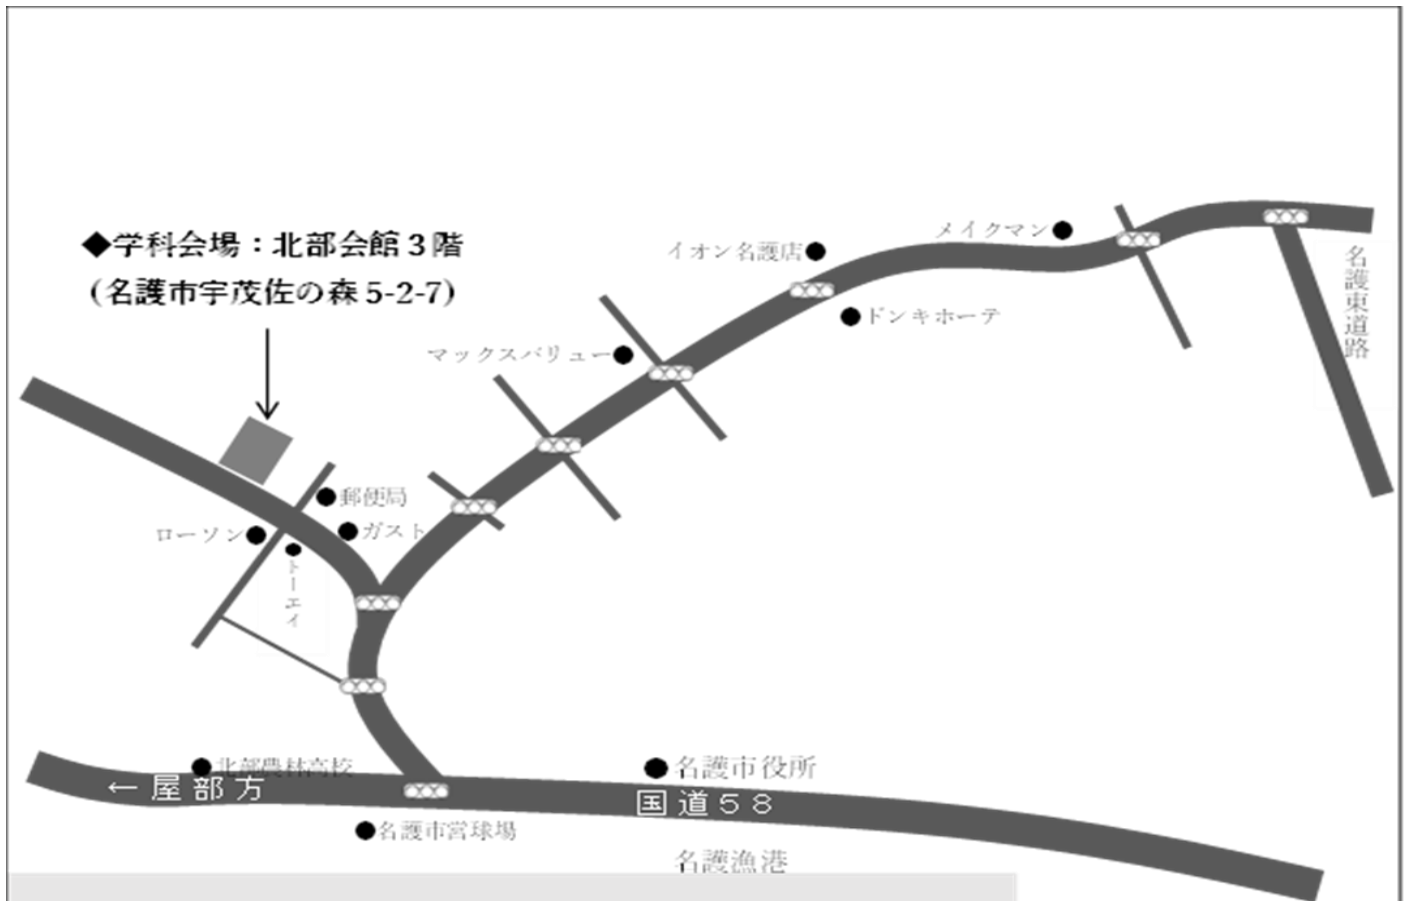 ◆学科会場：北部会館３階
(名護市宇茂佐の森5-2-7)
メイクマン
イオン名護店
ドンキホーテ
名護東道路
マックスバリュー
郵便局
ガスト
ローソン
トーエイ
北部農林高校
←屋部方
名護市役所
国道５８
名護市営球場
名護漁港